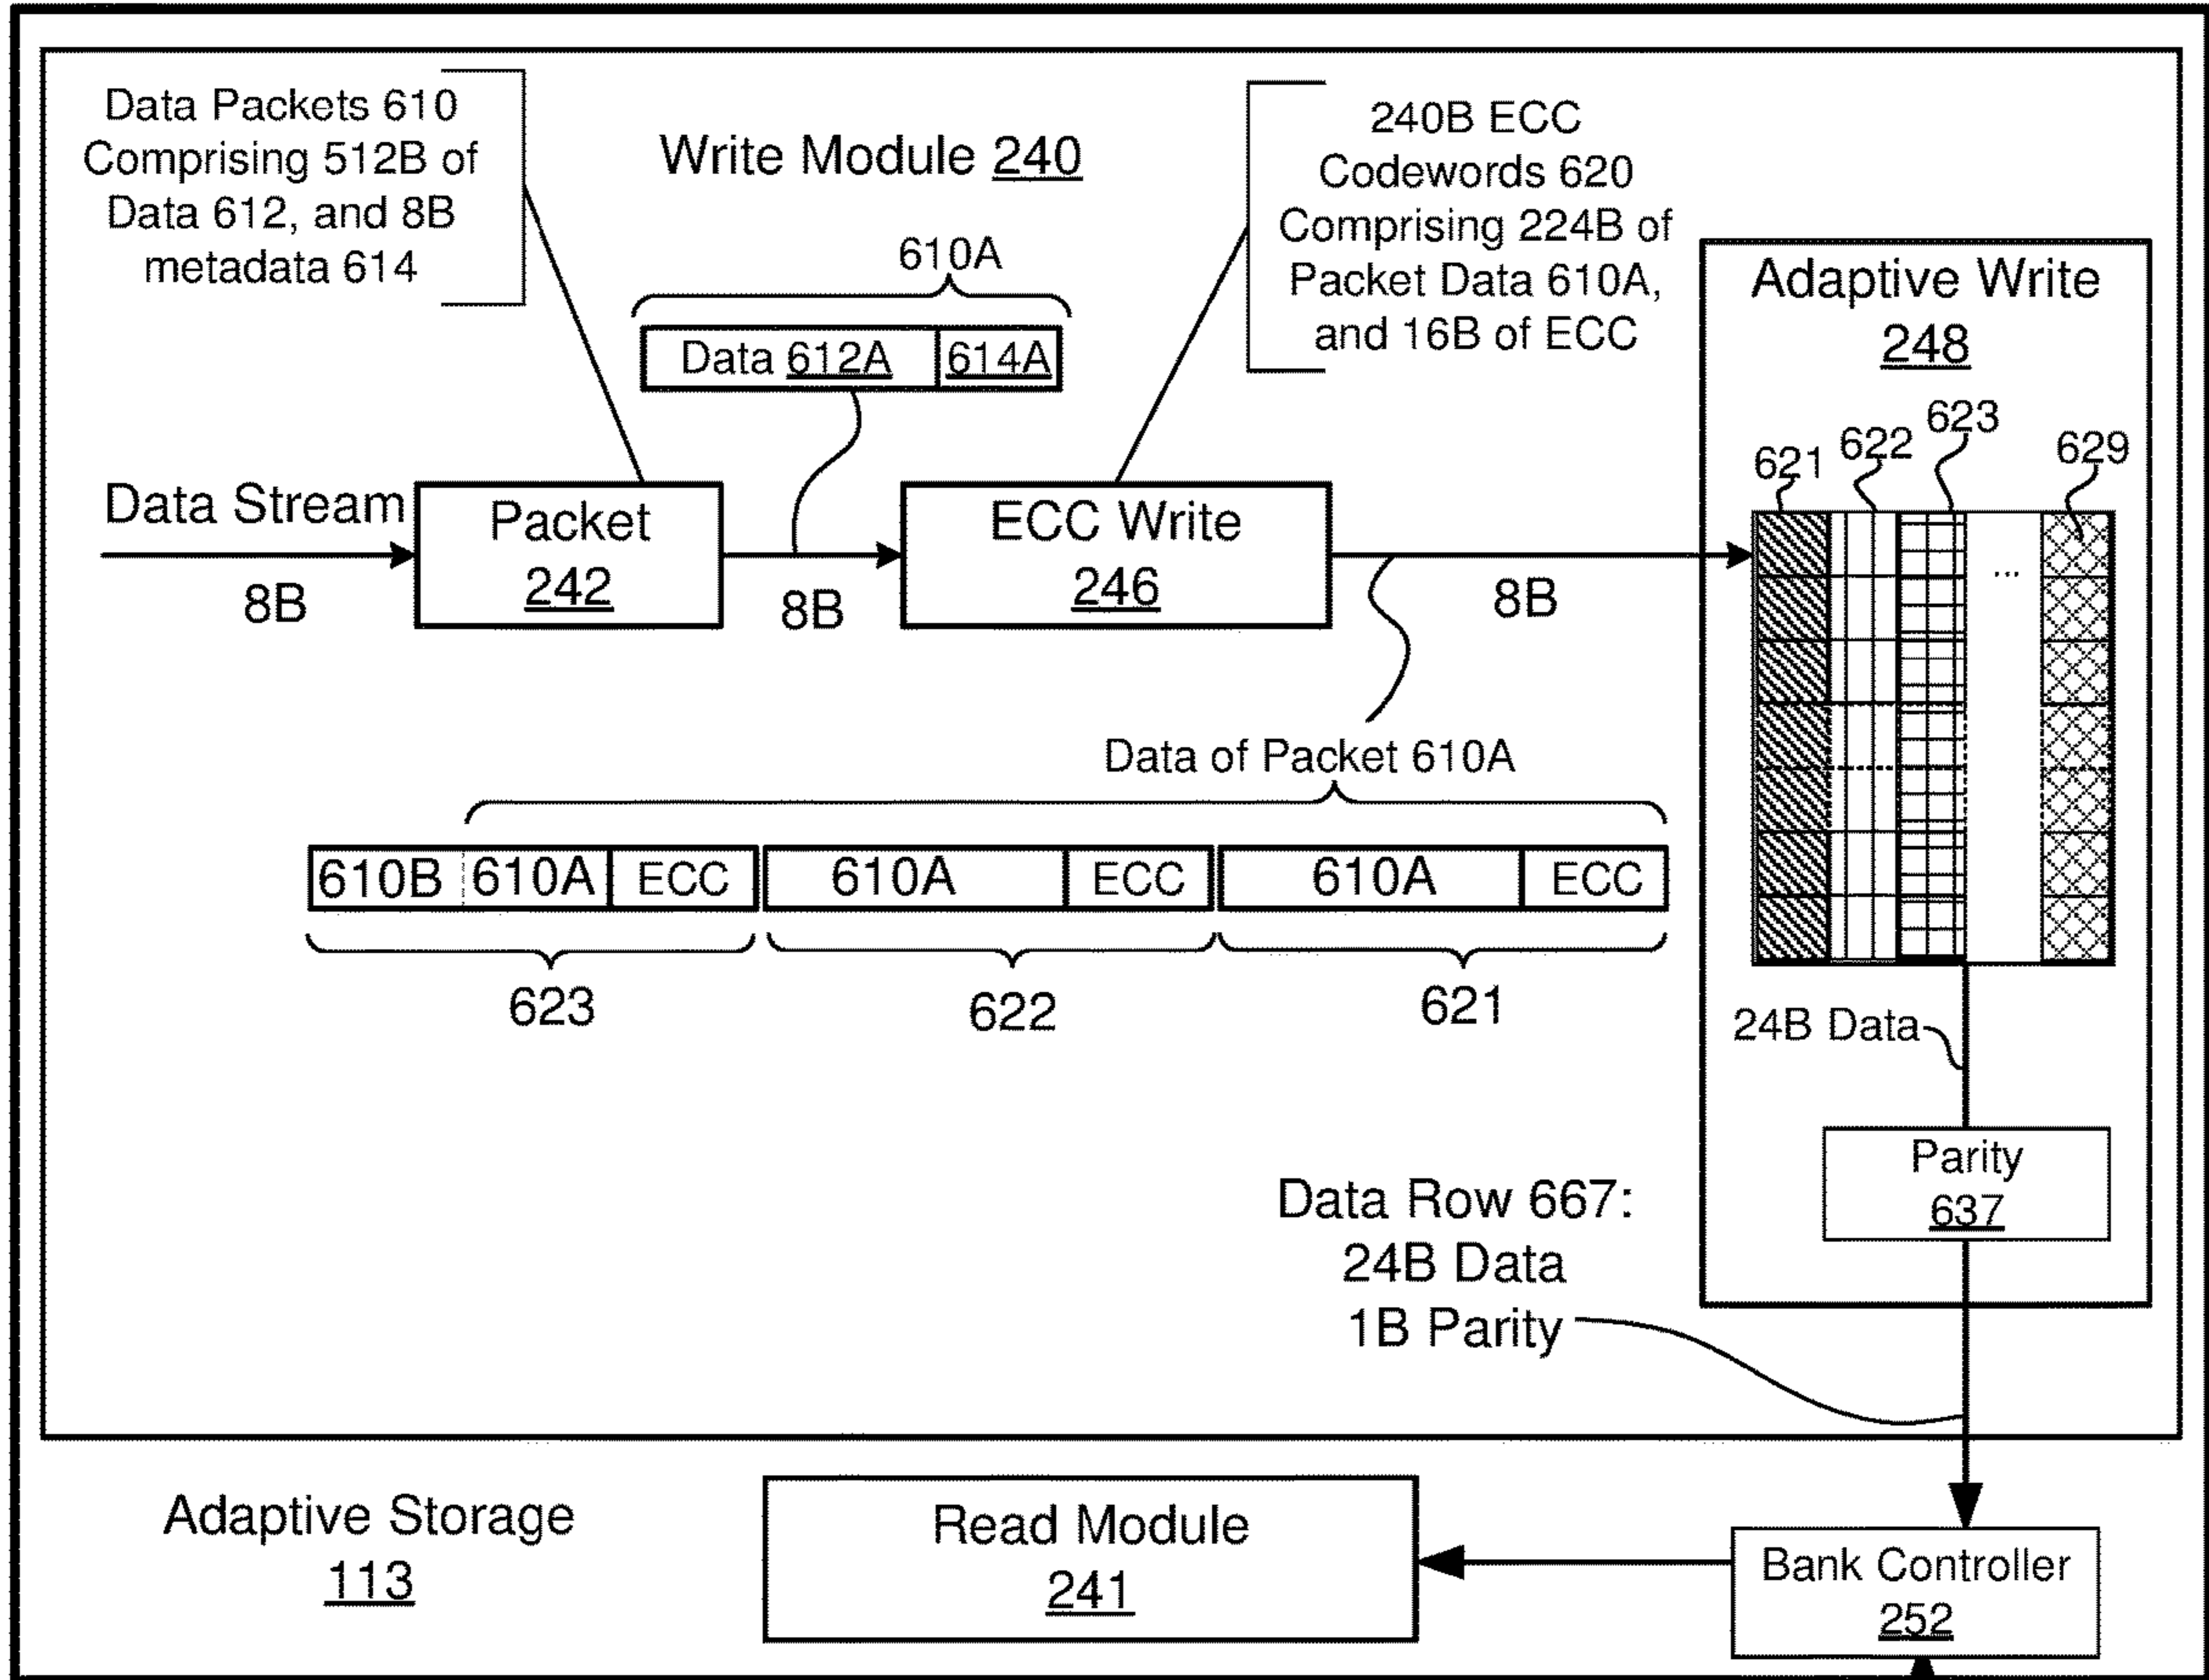 Data Packets 610
Comprising 512B of
Data 612, and 8B
metadata 614
Write Module 240
610A
Data 612A
614A
240B ECC
Codewords 620
Comprising 224B of
Packet Data 610A,
and 16B of ECC
Adaptive Write
248
621
622
623
629
...
Data Stream
8B
Packet
242
8B
ECC Write
246
8B
Data of Packet 610A
610B
610A
ECC
610A
ECC
610A
ECC
623
622
621
24B Data
Parity
637
Data Row 667:
24B Data
1B Parity
Adaptive Storage
113
Read Module
241
Bank Controller
252